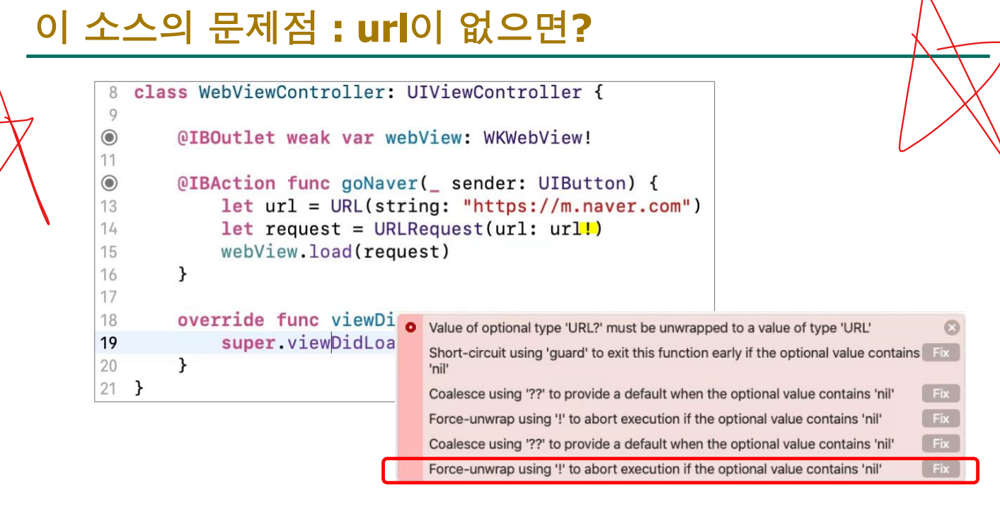 이 소스의 문제점 : url이 없으면?
8 class WebViewController: UIViewController {
9
@IBOutlet weak var webView: WKWebView!
11
@IBAction func goNaver(_ sender: UIButton) {
13 let url = URL(string: "https://m.naver.com")
14 let request = URLRequest(url: url!)
15 webView.load(request)
16 }
17
18 override func viewDi
19 super.viewDidLoa
20 }
21 }
Value of optional type 'URL?' must be unwrapped to a value of type 'URL'
Short-circuit using 'guard' to exit this function early if the optional value contains Fix
'nil'
Coalesce using '??' to provide a default when the optional value contains 'nil' Fix
Force-unwrap using '!' to abort execution if the optional value contains 'nil' Fix
Coalesce using '??' to provide a default when the optional value contains 'nil' Fix
Force-unwrap using '!' to abort execution if the optional value contains 'nil' Fix